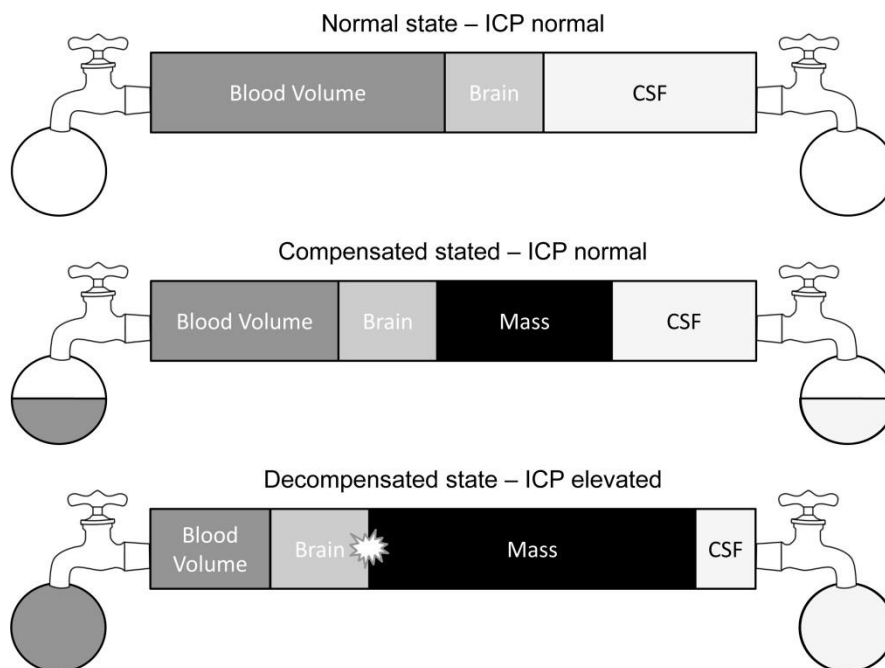 Normal state – ICP normal
Blood Volume Brain CSF
Compensated stated – ICP normal
Blood Volume Brain Mass CSF
Decompensated state – ICP elevated
Blood
Volume
Brain Mass CSF